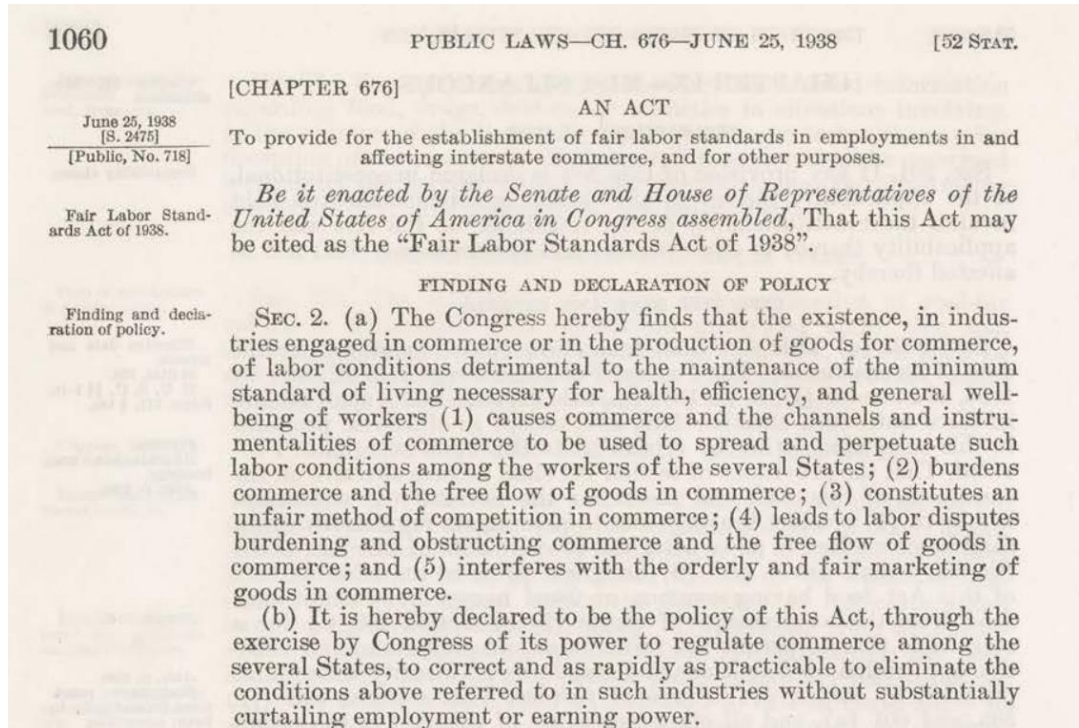 1060
PUBLIC LAWS—CH. 676—JUNE 25, 1938
[52 STAT.
[CHAPTER 676]
AN ACT
June 25, 1938
[S. 2475]
[Public, No. 718]
To provide for the establishment of fair labor standards in employments in and
affecting interstate commerce, and for other purposes.
Fair Labor Stand-
ards Act of 1938.
Be it enacted by the Senate and House of Representatives of the
United States of America in Congress assembled, That this Act may
be cited as the “Fair Labor Standards Act of 1938”.
FINDING AND DECLARATION OF POLICY
Finding and decla-
ration of policy.
SEC. 2. (a) The Congress hereby finds that the existence, in indus-
tries engaged in commerce or in the production of goods for commerce,
of labor conditions detrimental to the maintenance of the minimum
standard of living necessary for health, efficiency, and general well-
being of workers (1) causes commerce and the channels and instru-
mentalities of commerce to be used to spread and perpetuate such
labor conditions among the workers of the several States; (2) burdens
commerce and the free flow of goods in commerce; (3) constitutes an
unfair method of competition in commerce; (4) leads to labor disputes
burdening and obstructing commerce and the free flow of goods in
commerce; and (5) interferes with the orderly and fair marketing of
goods in commerce.
(b) It is hereby declared to be the policy of this Act, through the
exercise by Congress of its power to regulate commerce among the
several States, to correct and as rapidly as practicable to eliminate the
conditions above referred to in such industries without substantially
curtailing employment or earning power.